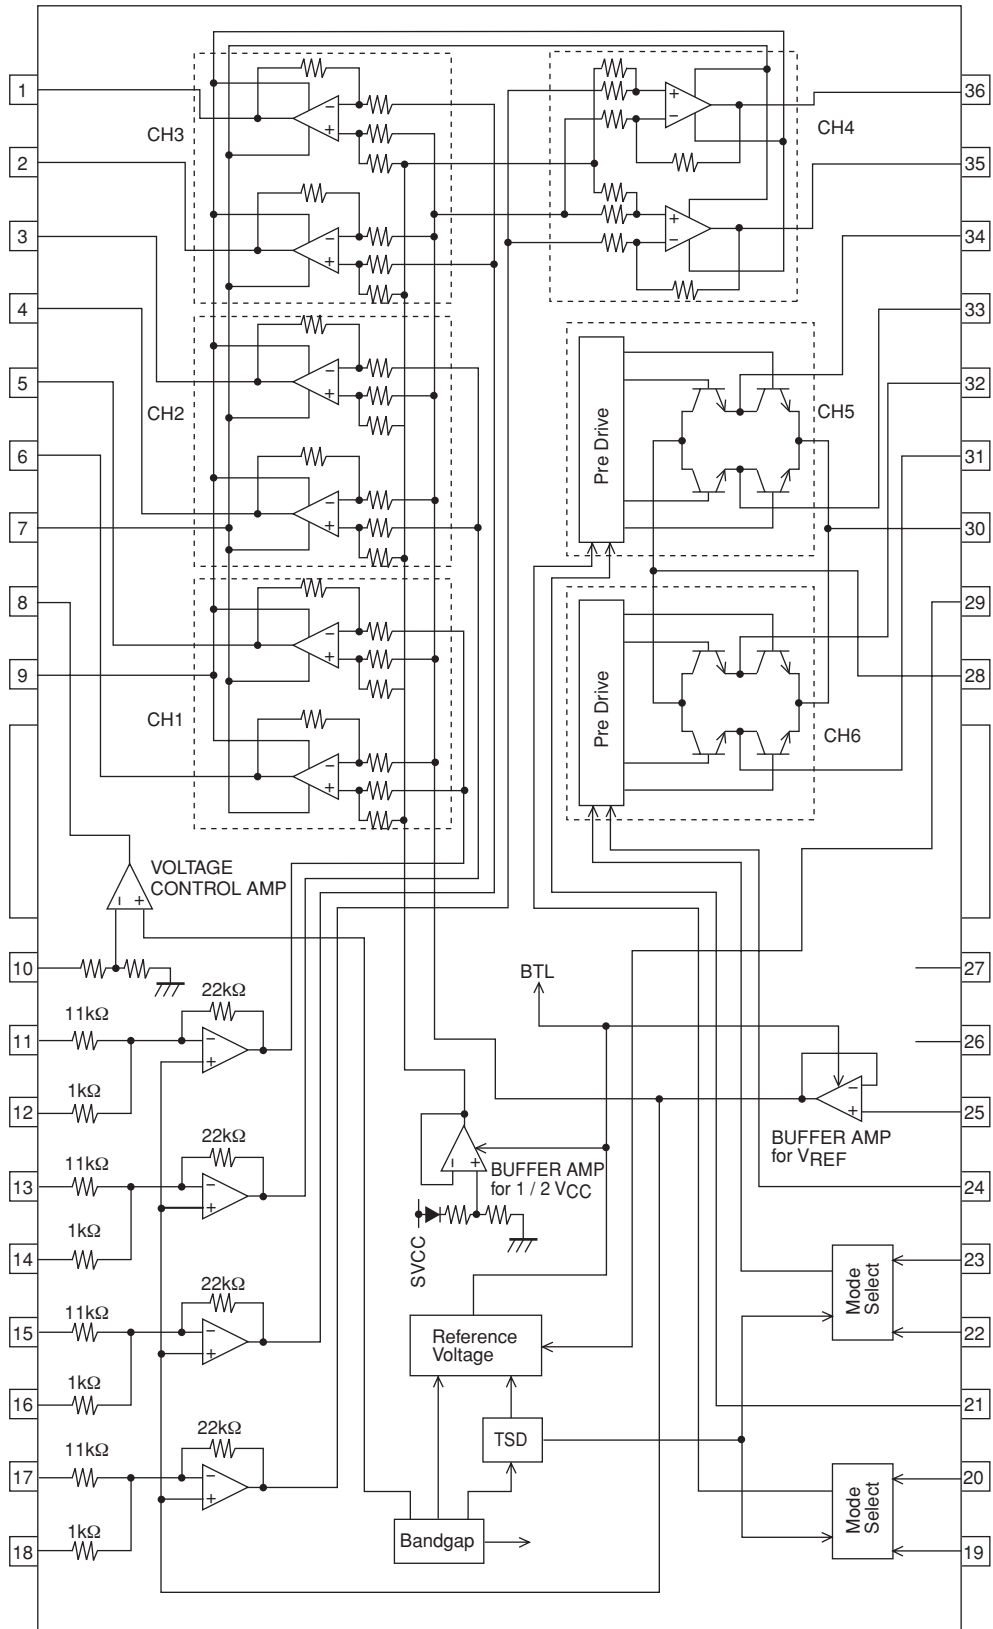 1
2
3
4
5
6
7
8
9
10
11
12
13
14
15
16
17
18
36
35
34
33
32
31
30
29
28
27
26
25
24
23
22
21
20
19
CH3
−
+
−
+
CH2
−
+
−
+
CH1
−
+
−
+
CH4
+
−
+
−
Pre Drive
CH5
Pre Drive
CH6
VOLTAGE
CONTROL AMP
−
+
11kΩ
22kΩ
−
+
1kΩ
11kΩ
22kΩ
−
+
1kΩ
11kΩ
22kΩ
−
+
1kΩ
11kΩ
22kΩ
−
+
1kΩ
BTL
−
+
BUFFER AMP
for VREF
−
+
BUFFER AMP
for 1 / 2 VCC
SVCC
Reference
Voltage
TSD
Bandgap
Mode
Select
Mode
Select